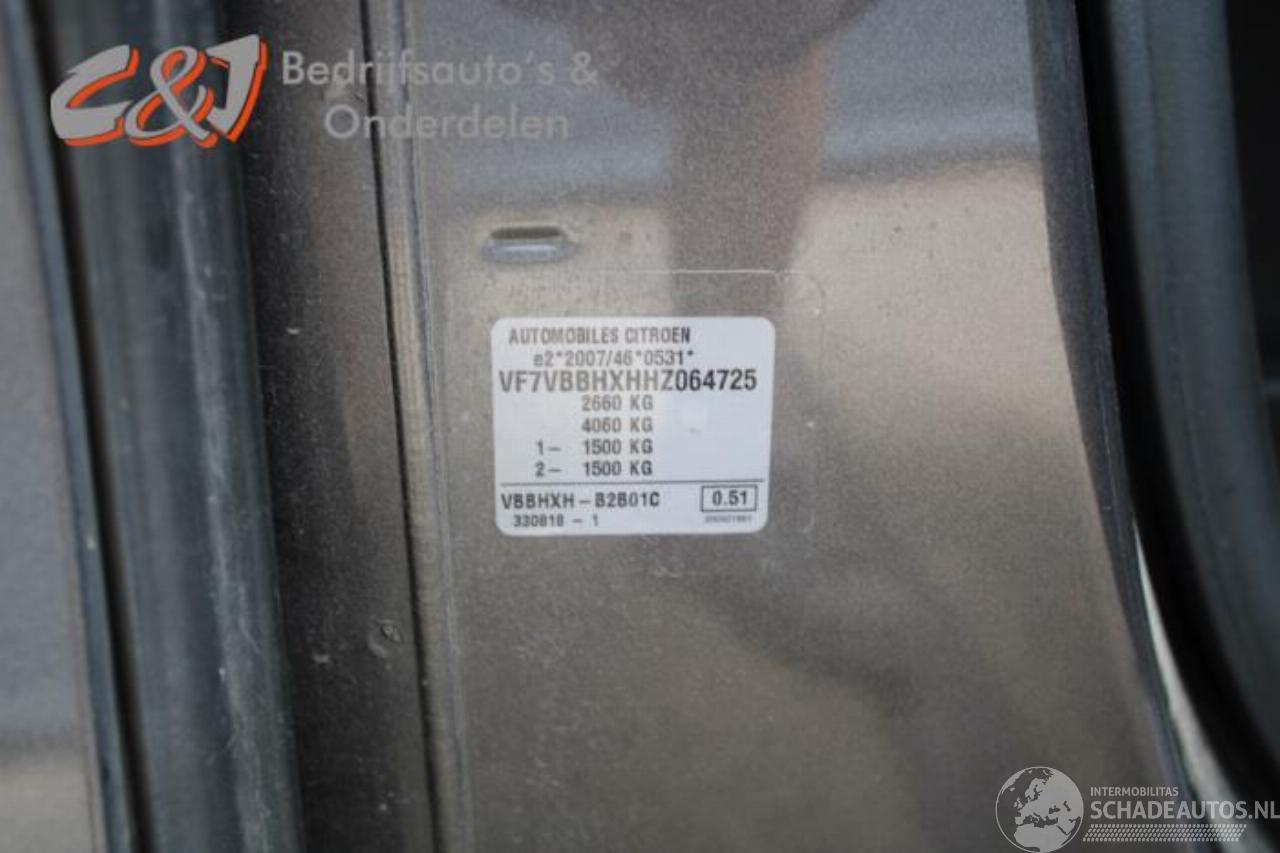 C&J Bedrijfsauto's &
Onderdelen
AUTOMOBILES CITROEN
e2*2007/46*0531*
VF7VBBHXHHZ064725
2660 KG
4060 KG
1- 1500 KG
2- 1500 KG
VBBHXH-B2B01C 0.51
330818 - 1
INTERMOBILITAS
SCHADEAUTOS.NL